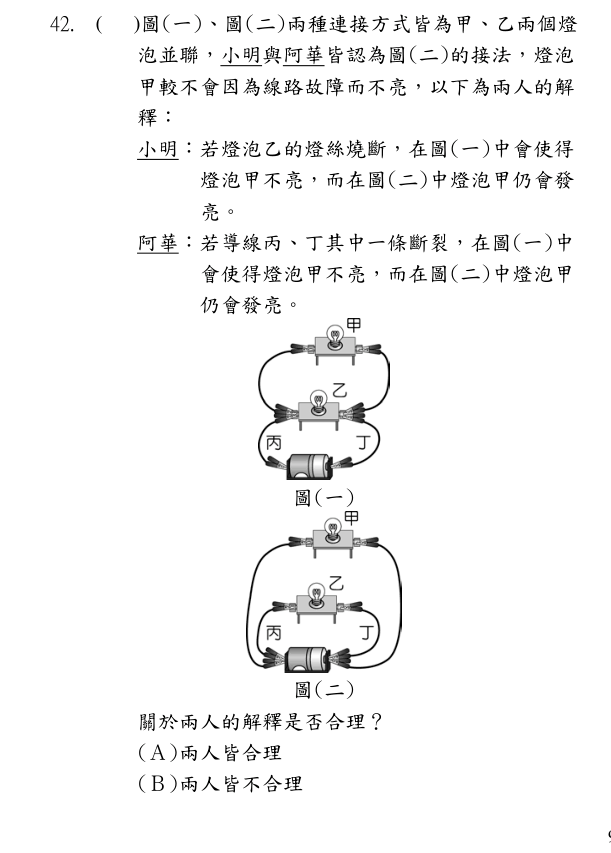 42. (　)圖(一)、圖(二)兩種連接方式皆為甲、乙兩個燈
泡並聯，小明與阿華皆認為圖(二)的接法，燈泡
甲較不會因為線路故障而不亮，以下為兩人的解
釋：
小明：若燈泡乙的燈絲燒斷，在圖(一)中會使得
燈泡甲不亮，而在圖(二)中燈泡甲仍會發
亮。
阿華：若導線丙、丁其中一條斷裂，在圖(一)中
會使得燈泡甲不亮，而在圖(二)中燈泡甲
仍會發亮。
甲
乙
丙 丁
圖(一)
甲
乙
丙 丁
圖(二)
關於兩人的解釋是否合理？
(A)兩人皆合理
(B)兩人皆不合理